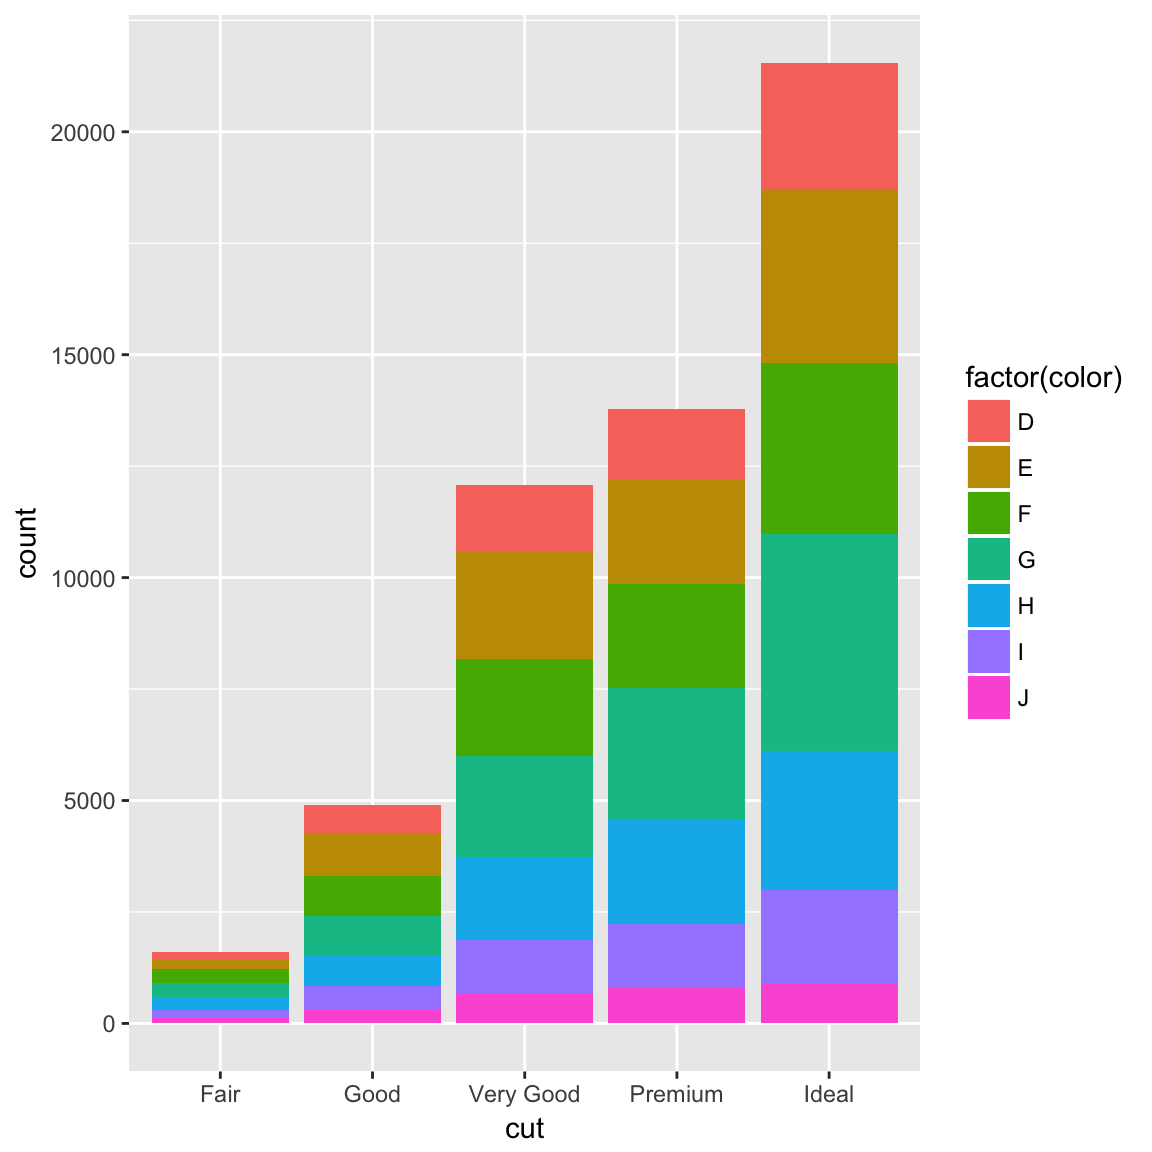 20000
15000
10000
5000
0
count
Fair
Good
Very Good
Premium
Ideal
cut
factor(color)
D
E
F
G
H
I
J